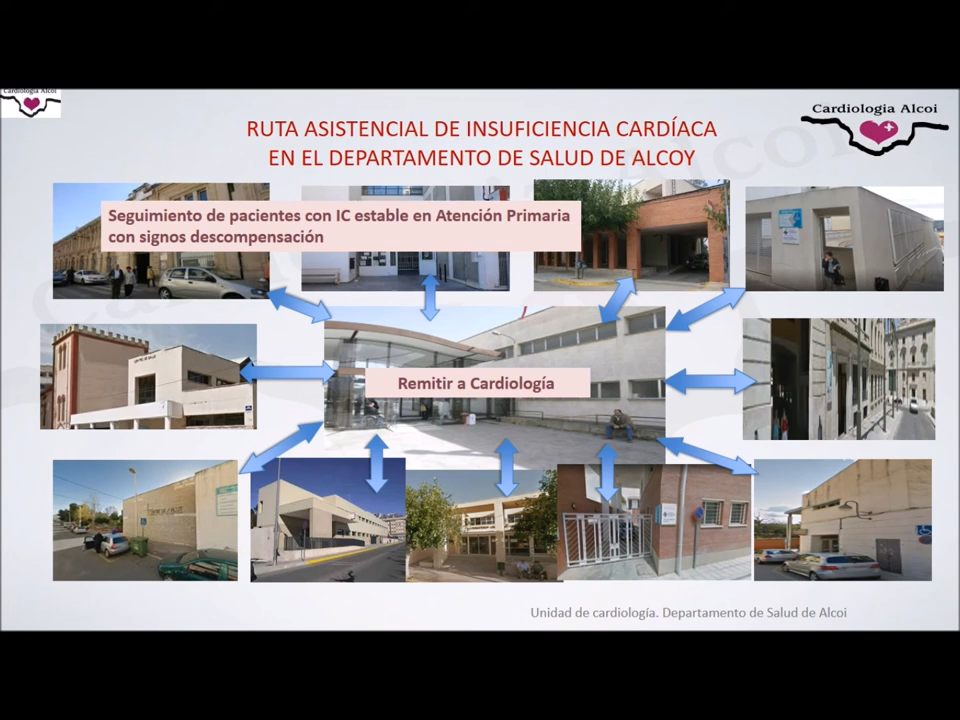 Cardiologia Alcoi
Cardiologia Alcoi
RUTA ASISTENCIAL DE INSUFICIENCIA CARDÍACA
EN EL DEPARTAMENTO DE SALUD DE ALCOY
Seguimiento de pacientes con IC estable en Atención Primaria
con signos descompensación
Remitir a Cardiología
Unidad de cardiología. Departamento de Salud de Alcoi